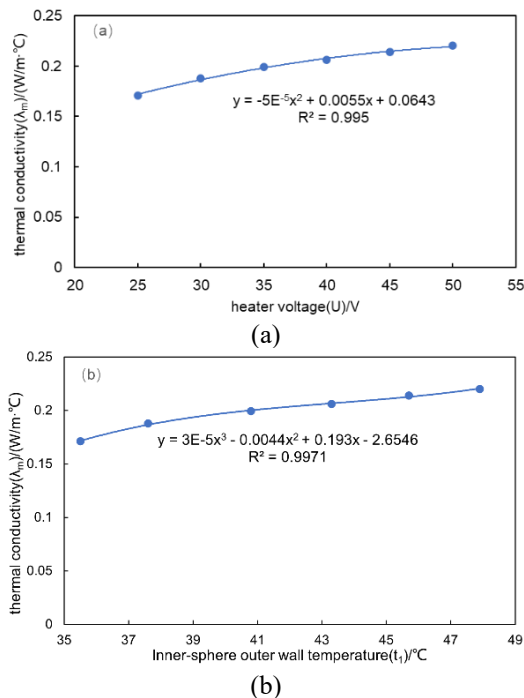 (a)
0.25
0.2
0.15
0.1
0.05
0
thermal conductivity(λm)/(W/m·℃)
y = -5E⁻⁵x² + 0.0055x + 0.0643
R² = 0.995
20 25 30 35 40 45 50 55
heater voltage(U)/V
(a)
(b)
0.25
0.2
0.15
0.1
0.05
0
thermal conductivity(λm)/(W/m·℃)
y = 3E-5x³ - 0.0044x² + 0.193x - 2.6546
R² = 0.9971
35 37 39 41 43 45 47 49
Inner-sphere outer wall temperature(t₁)/℃
(b)